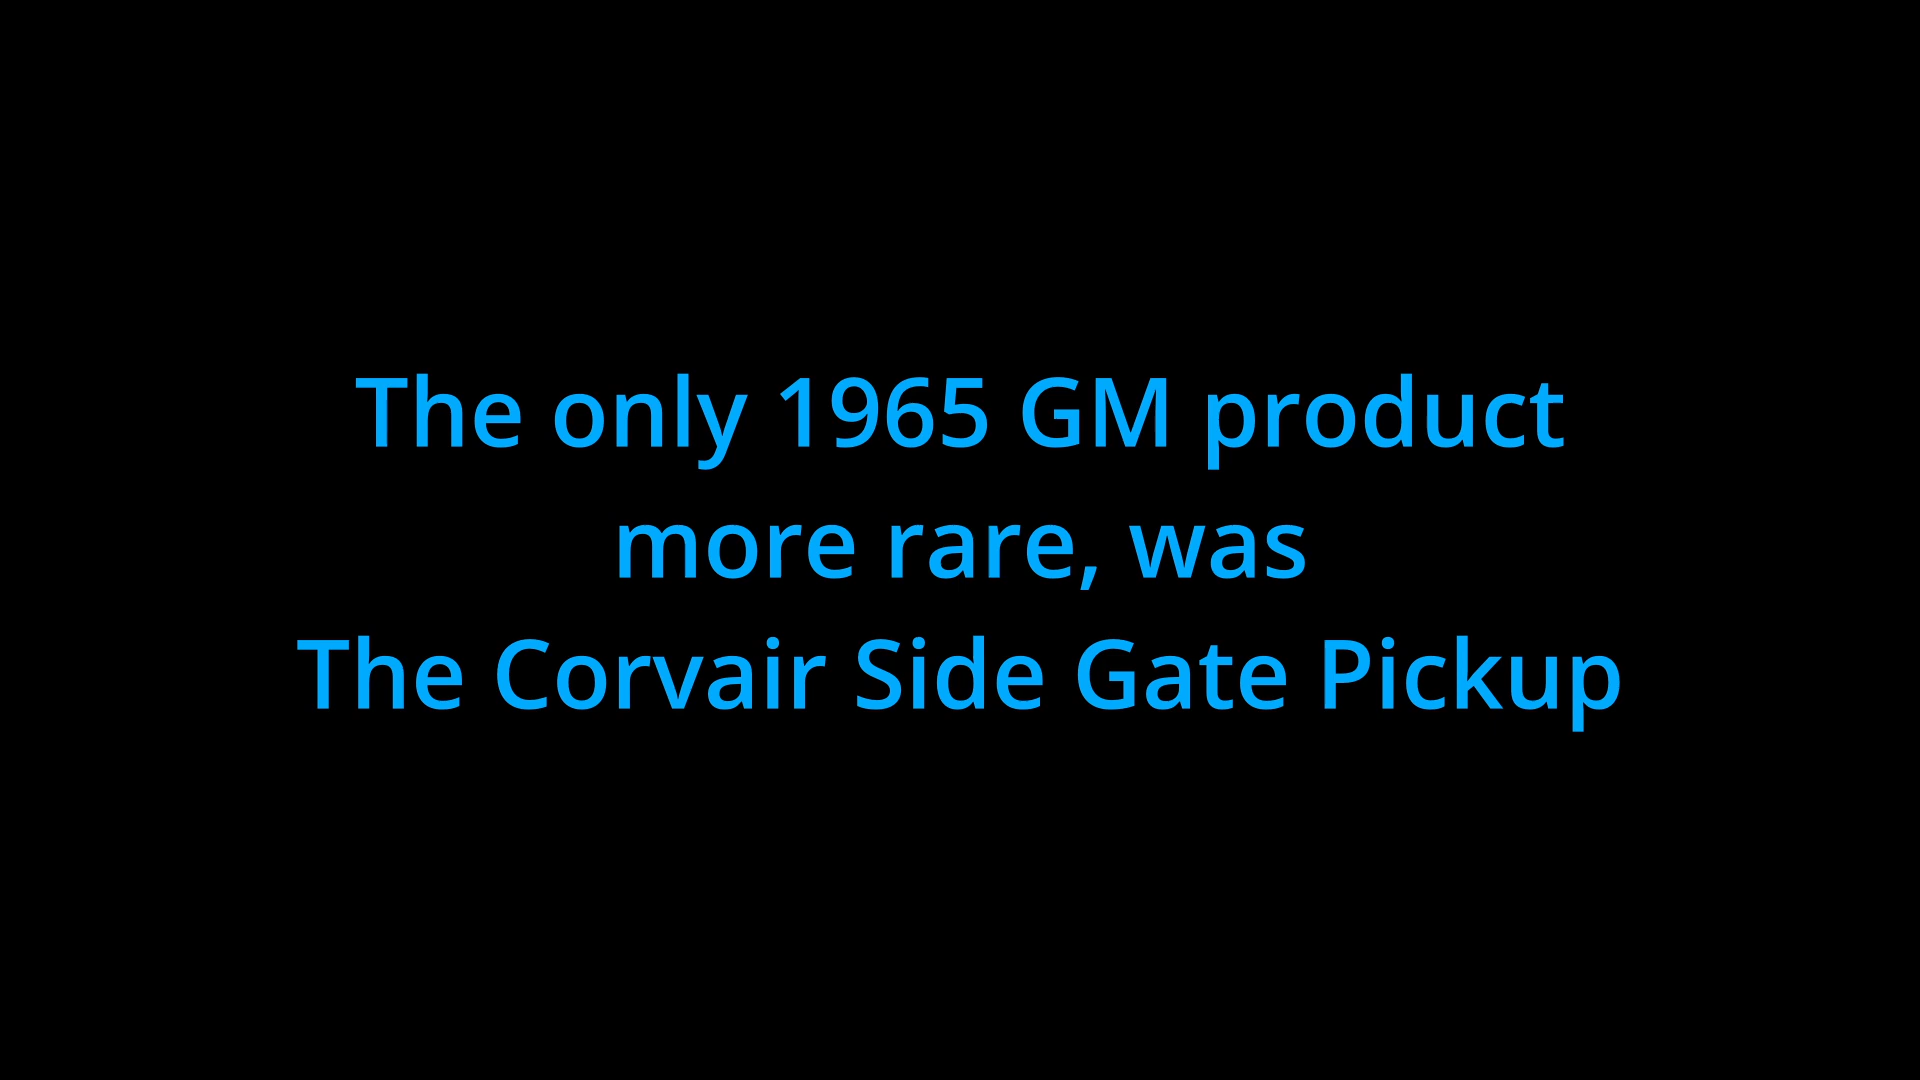 The only 1965 GM product
more rare, was
The Corvair Side Gate Pickup